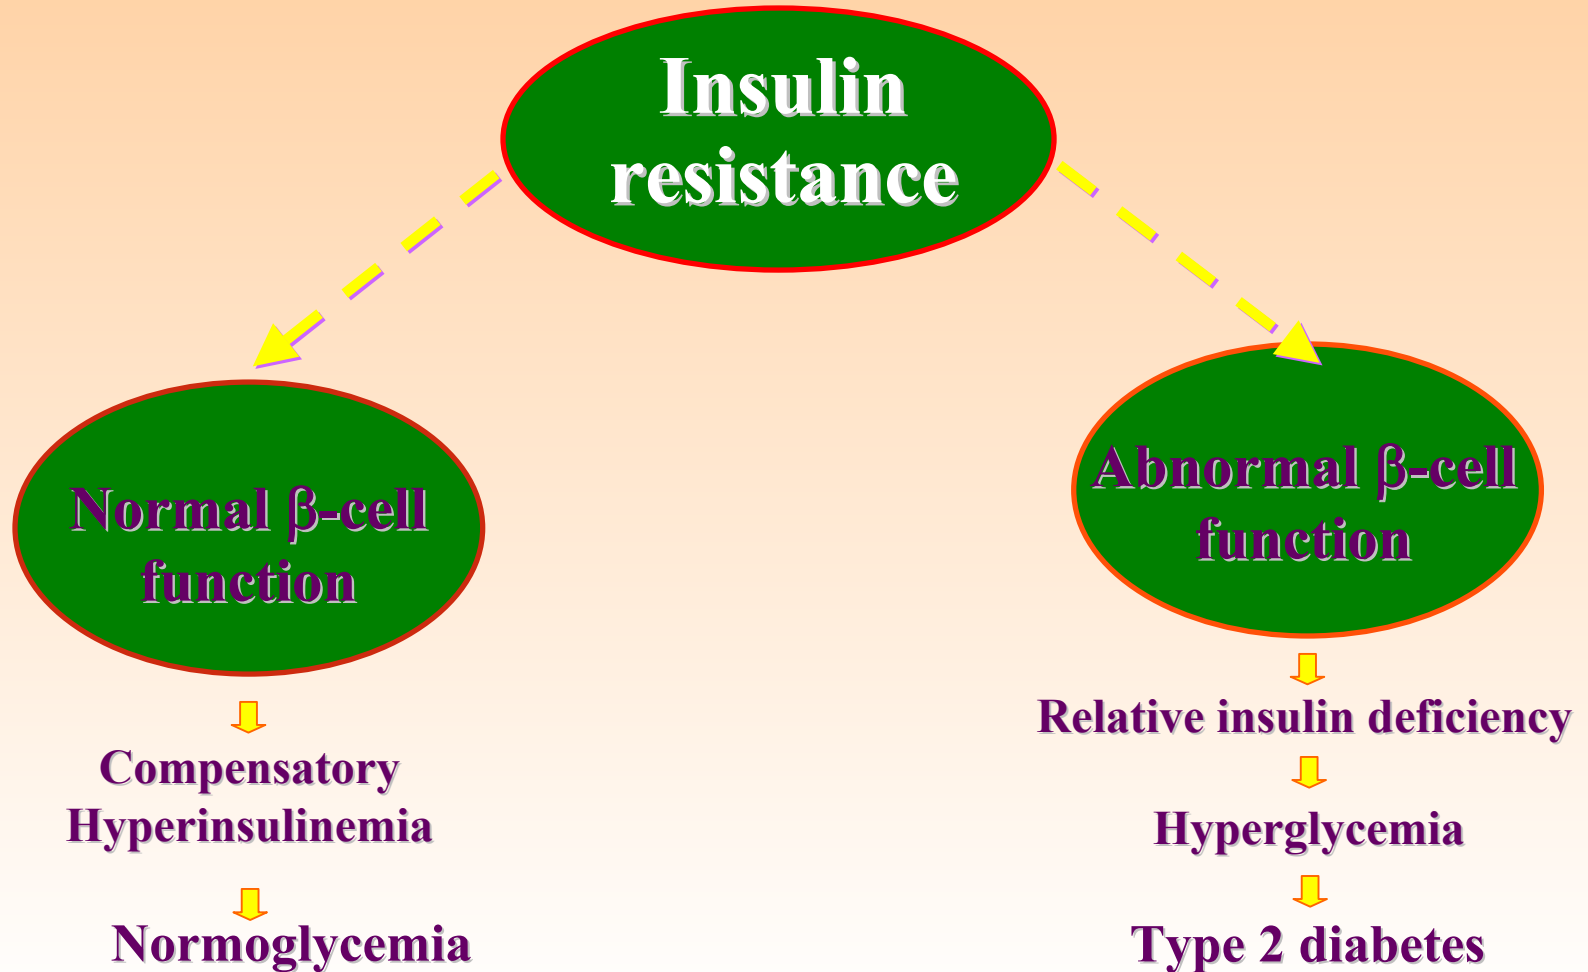 Insulin
resistance
Normal β-cell
function
Compensatory
Hyperinsulinemia
Normoglycemia
Abnormal β-cell
function
Relative insulin deficiency
Hyperglycemia
Type 2 diabetes